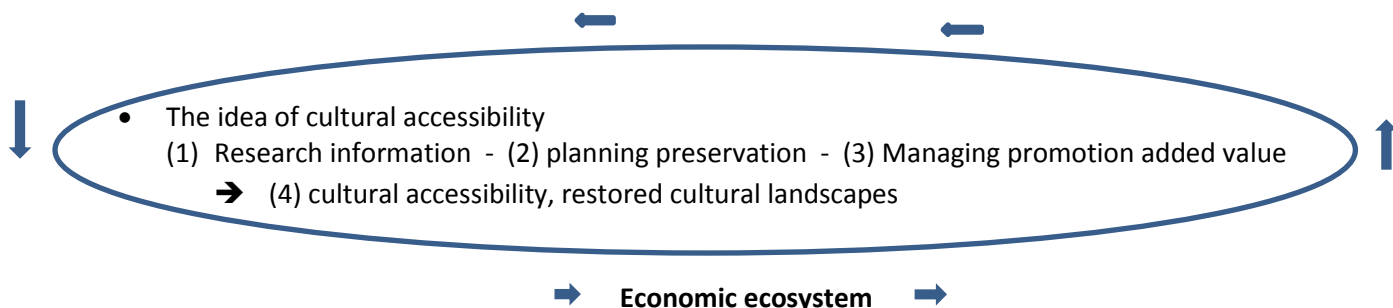 • The idea of cultural accessibility
(1) Research information - (2) planning preservation - (3) Managing promotion added value
➔ (4) cultural accessibility, restored cultural landscapes
Economic ecosystem